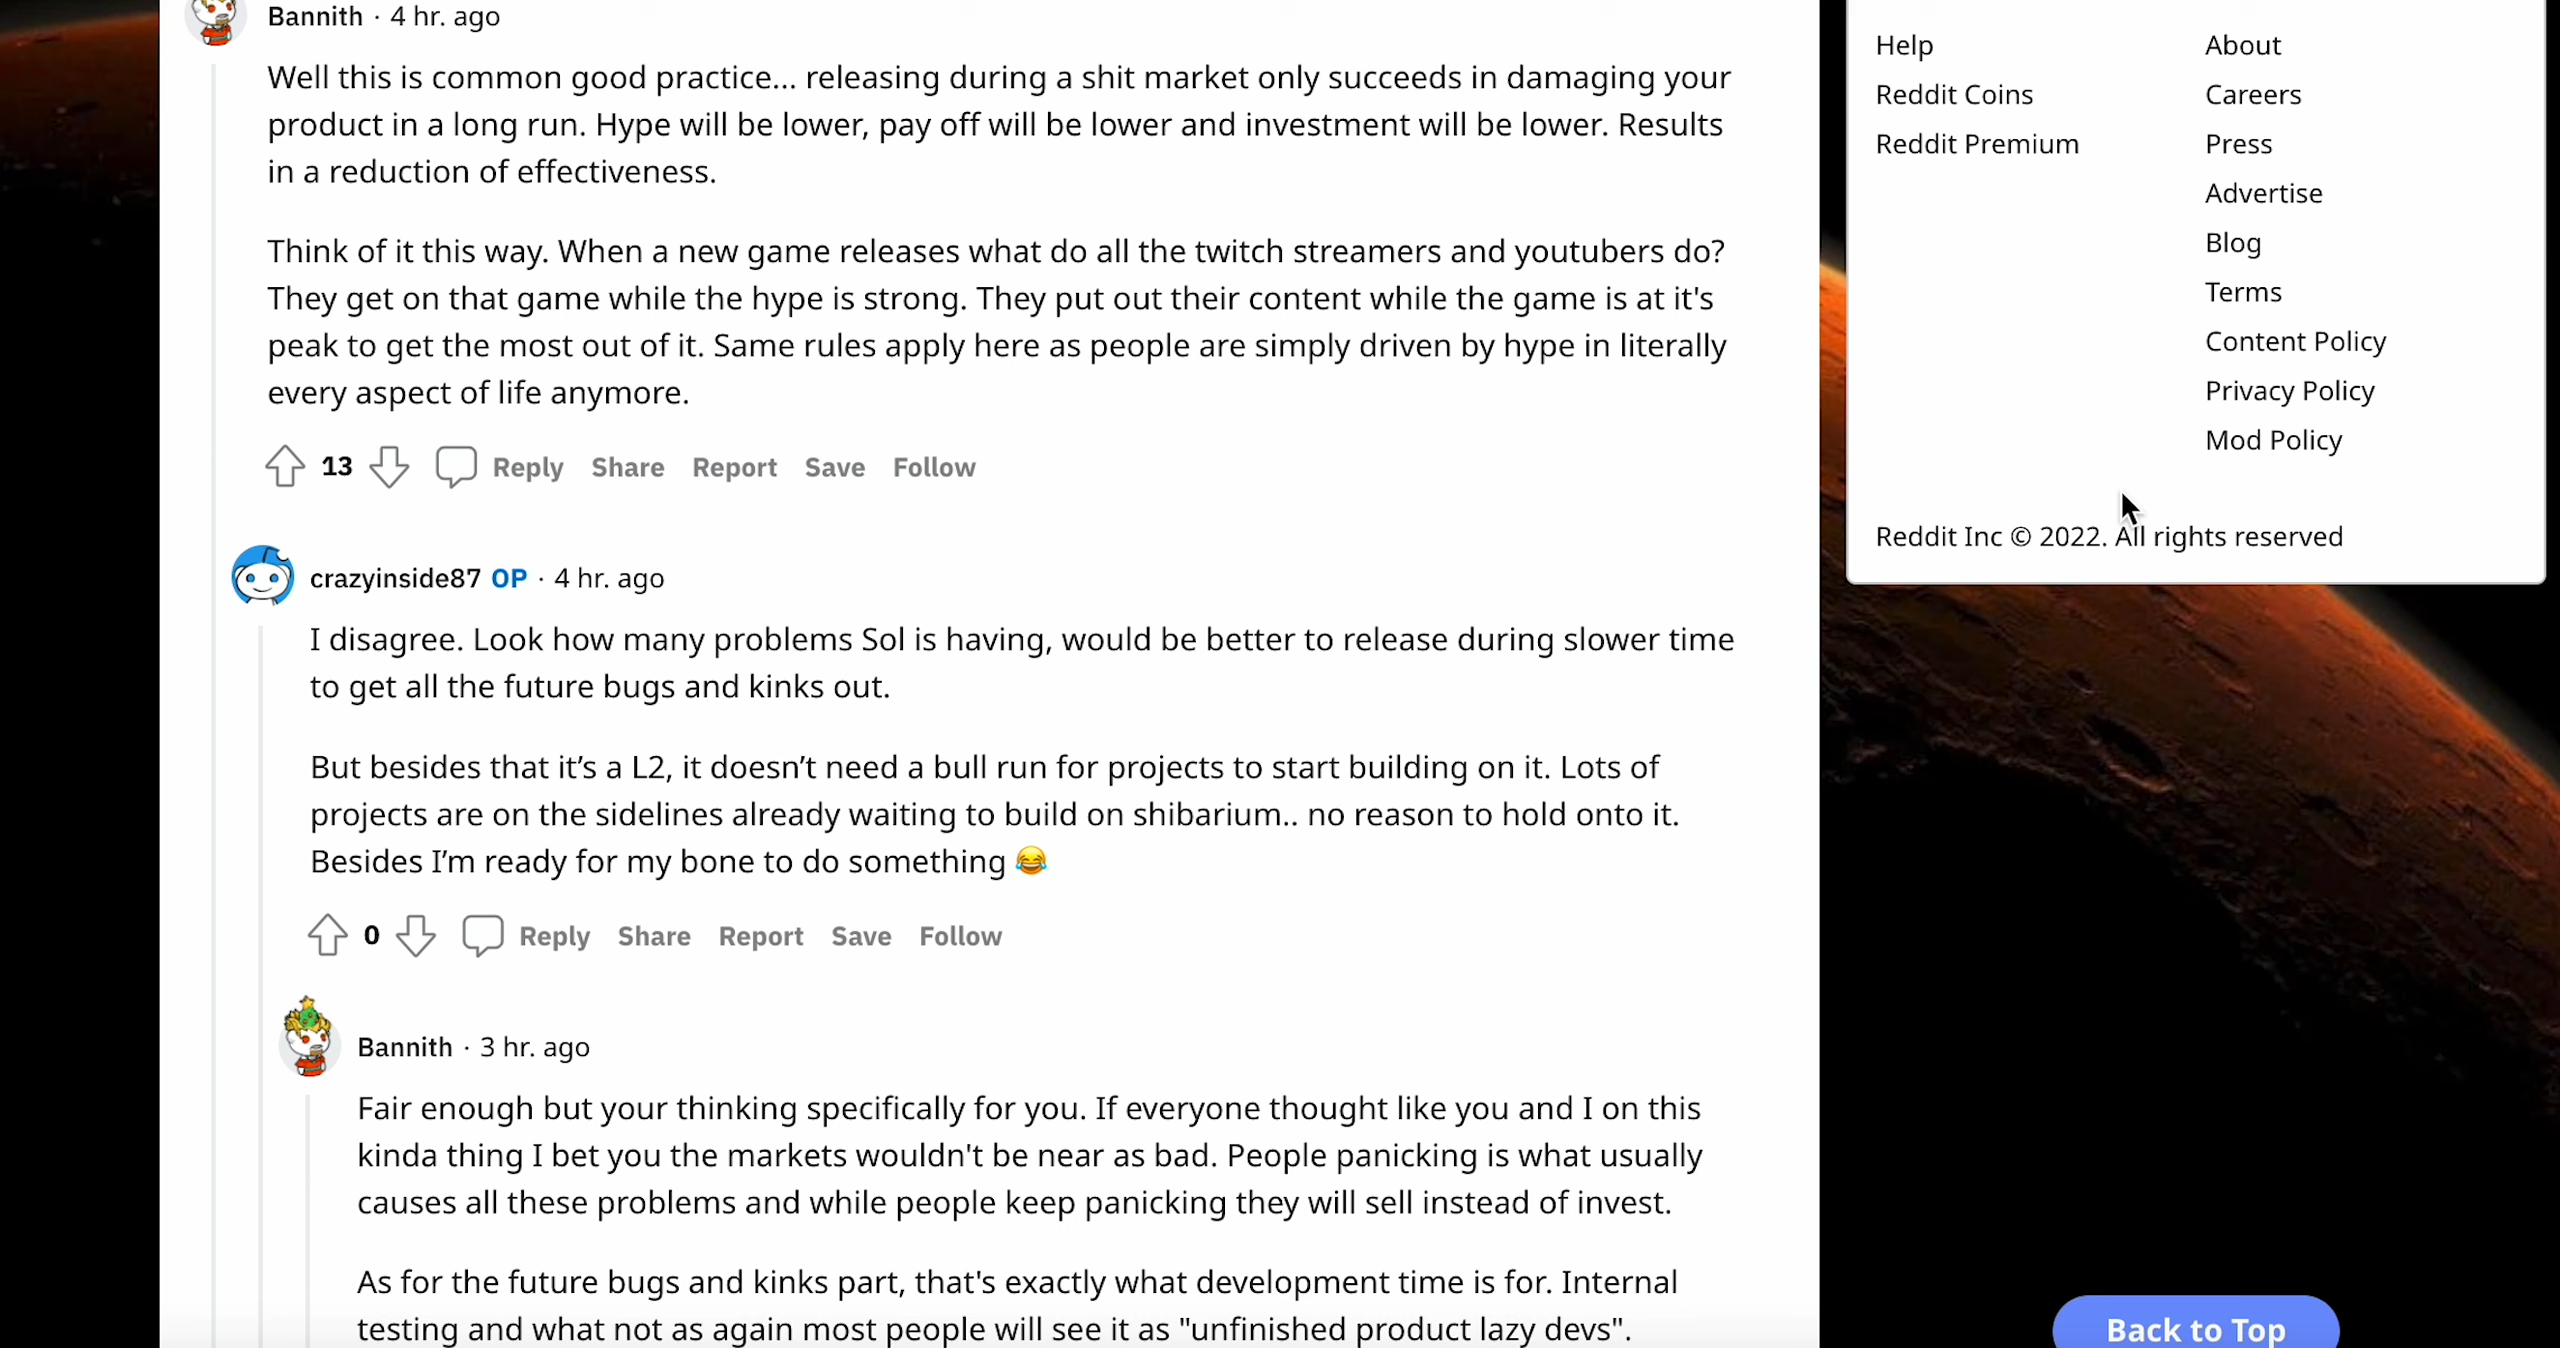 Bannith · 4 hr. ago
Well this is common good practice... releasing during a shit market only succeeds in damaging your
product in a long run. Hype will be lower, pay off will be lower and investment will be lower. Results
in a reduction of effectiveness.
Think of it this way. When a new game releases what do all the twitch streamers and youtubers do?
They get on that game while the hype is strong. They put out their content while the game is at it's
peak to get the most out of it. Same rules apply here as people are simply driven by hype in literally
every aspect of life anymore.
13 Reply Share Report Save Follow
crazyinside87 OP · 4 hr. ago
I disagree. Look how many problems Sol is having, would be better to release during slower time
to get all the future bugs and kinks out.
But besides that it’s a L2, it doesn’t need a bull run for projects to start building on it. Lots of
projects are on the sidelines already waiting to build on shibarium.. no reason to hold onto it.
Besides I’m ready for my bone to do something 😂
0 Reply Share Report Save Follow
Bannith · 3 hr. ago
Fair enough but your thinking specifically for you. If everyone thought like you and I on this
kinda thing I bet you the markets wouldn't be near as bad. People panicking is what usually
causes all these problems and while people keep panicking they will sell instead of invest.
As for the future bugs and kinks part, that's exactly what development time is for. Internal
testing and what not as again most people will see it as "unfinished product lazy devs".
Help
Reddit Coins
Reddit Premium
About
Careers
Press
Advertise
Blog
Terms
Content Policy
Privacy Policy
Mod Policy
Reddit Inc © 2022. All rights reserved
Back to Top